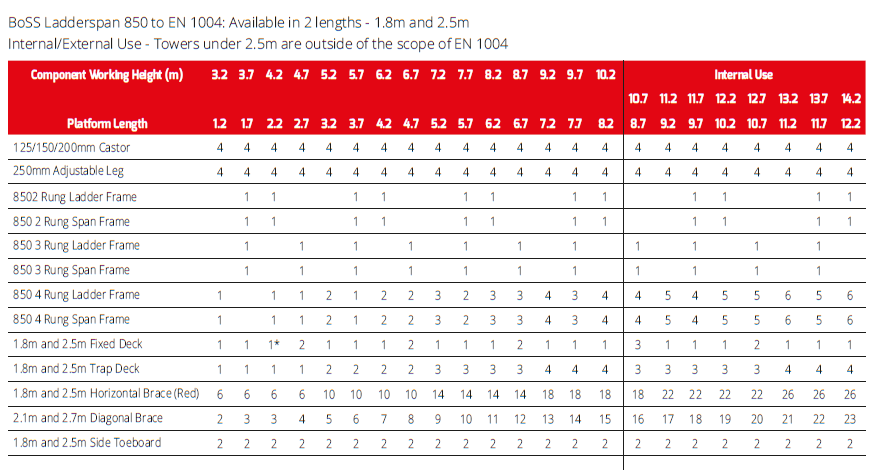 BoSS Ladderspan 850 to EN 1004: Available in 2 lengths - 1.8m and 2.5m
Internal/External Use - Towers under 2.5m are outside of the scope of EN 1004
Component Working Height (m) 3.2 3.7 4.2 4.7 5.2 5.7 6.2 6.7 7.2 7.7 8.2 8.7 9.2 9.7 10.2 Internal Use
10.7 11.2 11.7 12.2 12.7 13.2 13.7 14.2
Platform Length 1.2 1.7 2.2 2.7 3.2 3.7 4.2 4.7 5.2 5.7 6.2 6.7 7.2 7.7 8.2 8.7 9.2 9.7 10.2 10.7 11.2 11.7 12.2
125/150/200mm Castor 4 4 4 4 4 4 4 4 4 4 4 4 4 4 4 4 4 4 4 4 4 4 4
250mm Adjustable Leg 4 4 4 4 4 4 4 4 4 4 4 4 4 4 4 4 4 4 4 4 4 4 4
8502 Rung Ladder Frame 1 1 1 1 1 1 1 1 1 1 1 1
850 2 Rung Span Frame 1 1 1 1 1 1 1 1 1 1 1 1
850 3 Rung Ladder Frame 1 1 1 1 1 1 1 1 1 1 1
850 3 Rung Span Frame 1 1 1 1 1 1 1 1 1 1 1
850 4 Rung Ladder Frame 1 1 1 2 1 2 2 3 2 3 3 4 3 4 4 5 4 5 5 6 5 6
850 4 Rung Span Frame 1 1 1 2 1 2 2 3 2 3 3 4 3 4 4 5 4 5 5 6 5 6
1.8m and 2.5m Fixed Deck 1 1 1* 2 1 1 1 2 1 1 1 2 1 1 1 3 1 1 1 2 1 1 1
1.8m and 2.5m Trap Deck 1 1 1 1 2 2 2 2 3 3 3 3 4 4 4 3 3 3 3 3 4 4 4
1.8m and 2.5m Horizontal Brace (Red) 6 6 6 6 10 10 10 10 14 14 14 14 18 18 18 18 22 22 22 22 26 26 26
2.1m and 2.7m Diagonal Brace 2 3 3 4 5 6 7 8 9 10 11 12 13 14 15 16 17 18 19 20 21 22 23
1.8m and 2.5m Side Toeboard 2 2 2 2 2 2 2 2 2 2 2 2 2 2 2 2 2 2 2 2 2 2 2